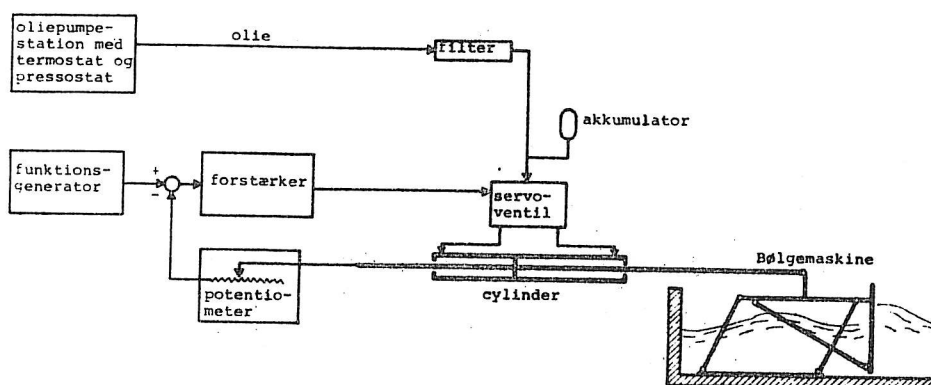 oliepumpe-
station med
termostat og
pressostat
olie
filter
akkumulator
funktions-
generator
+
−
forstærker
servo-
ventil
potentio-
meter
cylinder
Bølgemaskine